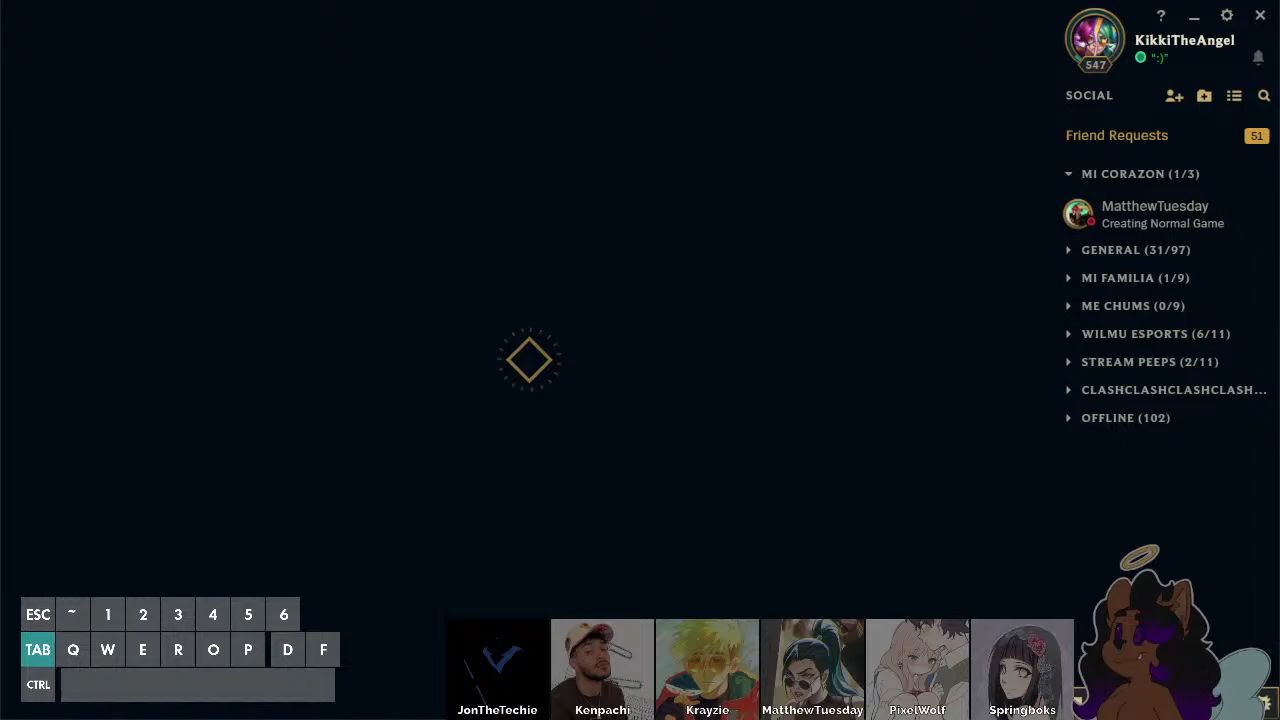 ?
KikkiTheAngel
":)"
547
SOCIAL
Friend Requests
51
MI CORAZON (1/3)
MatthewTuesday
Creating Normal Game
GENERAL (31/97)
MI FAMILIA (1/9)
ME CHUMS (0/9)
WILMU ESPORTS (6/11)
STREAM PEEPS (2/11)
CLASHCLASHCLASHCLASH...
OFFLINE (102)
ESC ~ 1 2 3 4 5 6
TAB Q W E R O P D F
CTRL
JonTheTechie Kenpachi Krayzie MatthewTuesday PixelWolf Springboks